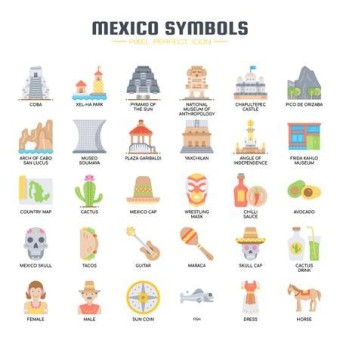 MEXICO SYMBOLS
PIXEL PERFECT ICON
COBA
XEL-HA PARK
PYRAMID OF
THE SUN
NATIONAL
MUSEUM OF
ANTHROPOLOGY
CHAPULTEPEC
CASTLE
PICO DE ORIZABA
ARCH OF CABO
SAN LUCUS
MUSEO
SOUMAYA
PLAZA GARIBALDI
YAXCHILAN
ANGLE OF
INDEPENDENCE
FRIDA KAHLO
MUSEUM
COUNTRY MAP
CACTUS
MEXICO CAP
WRESTLING
MASK
CHILLI
SAUCE
AVOCADO
MEXICO SKULL
TACOS
GUITAR
MARACA
SKULL CAP
CACTUS
DRINK
FEMALE
MALE
SUN COIN
FISH
DRESS
HORSE